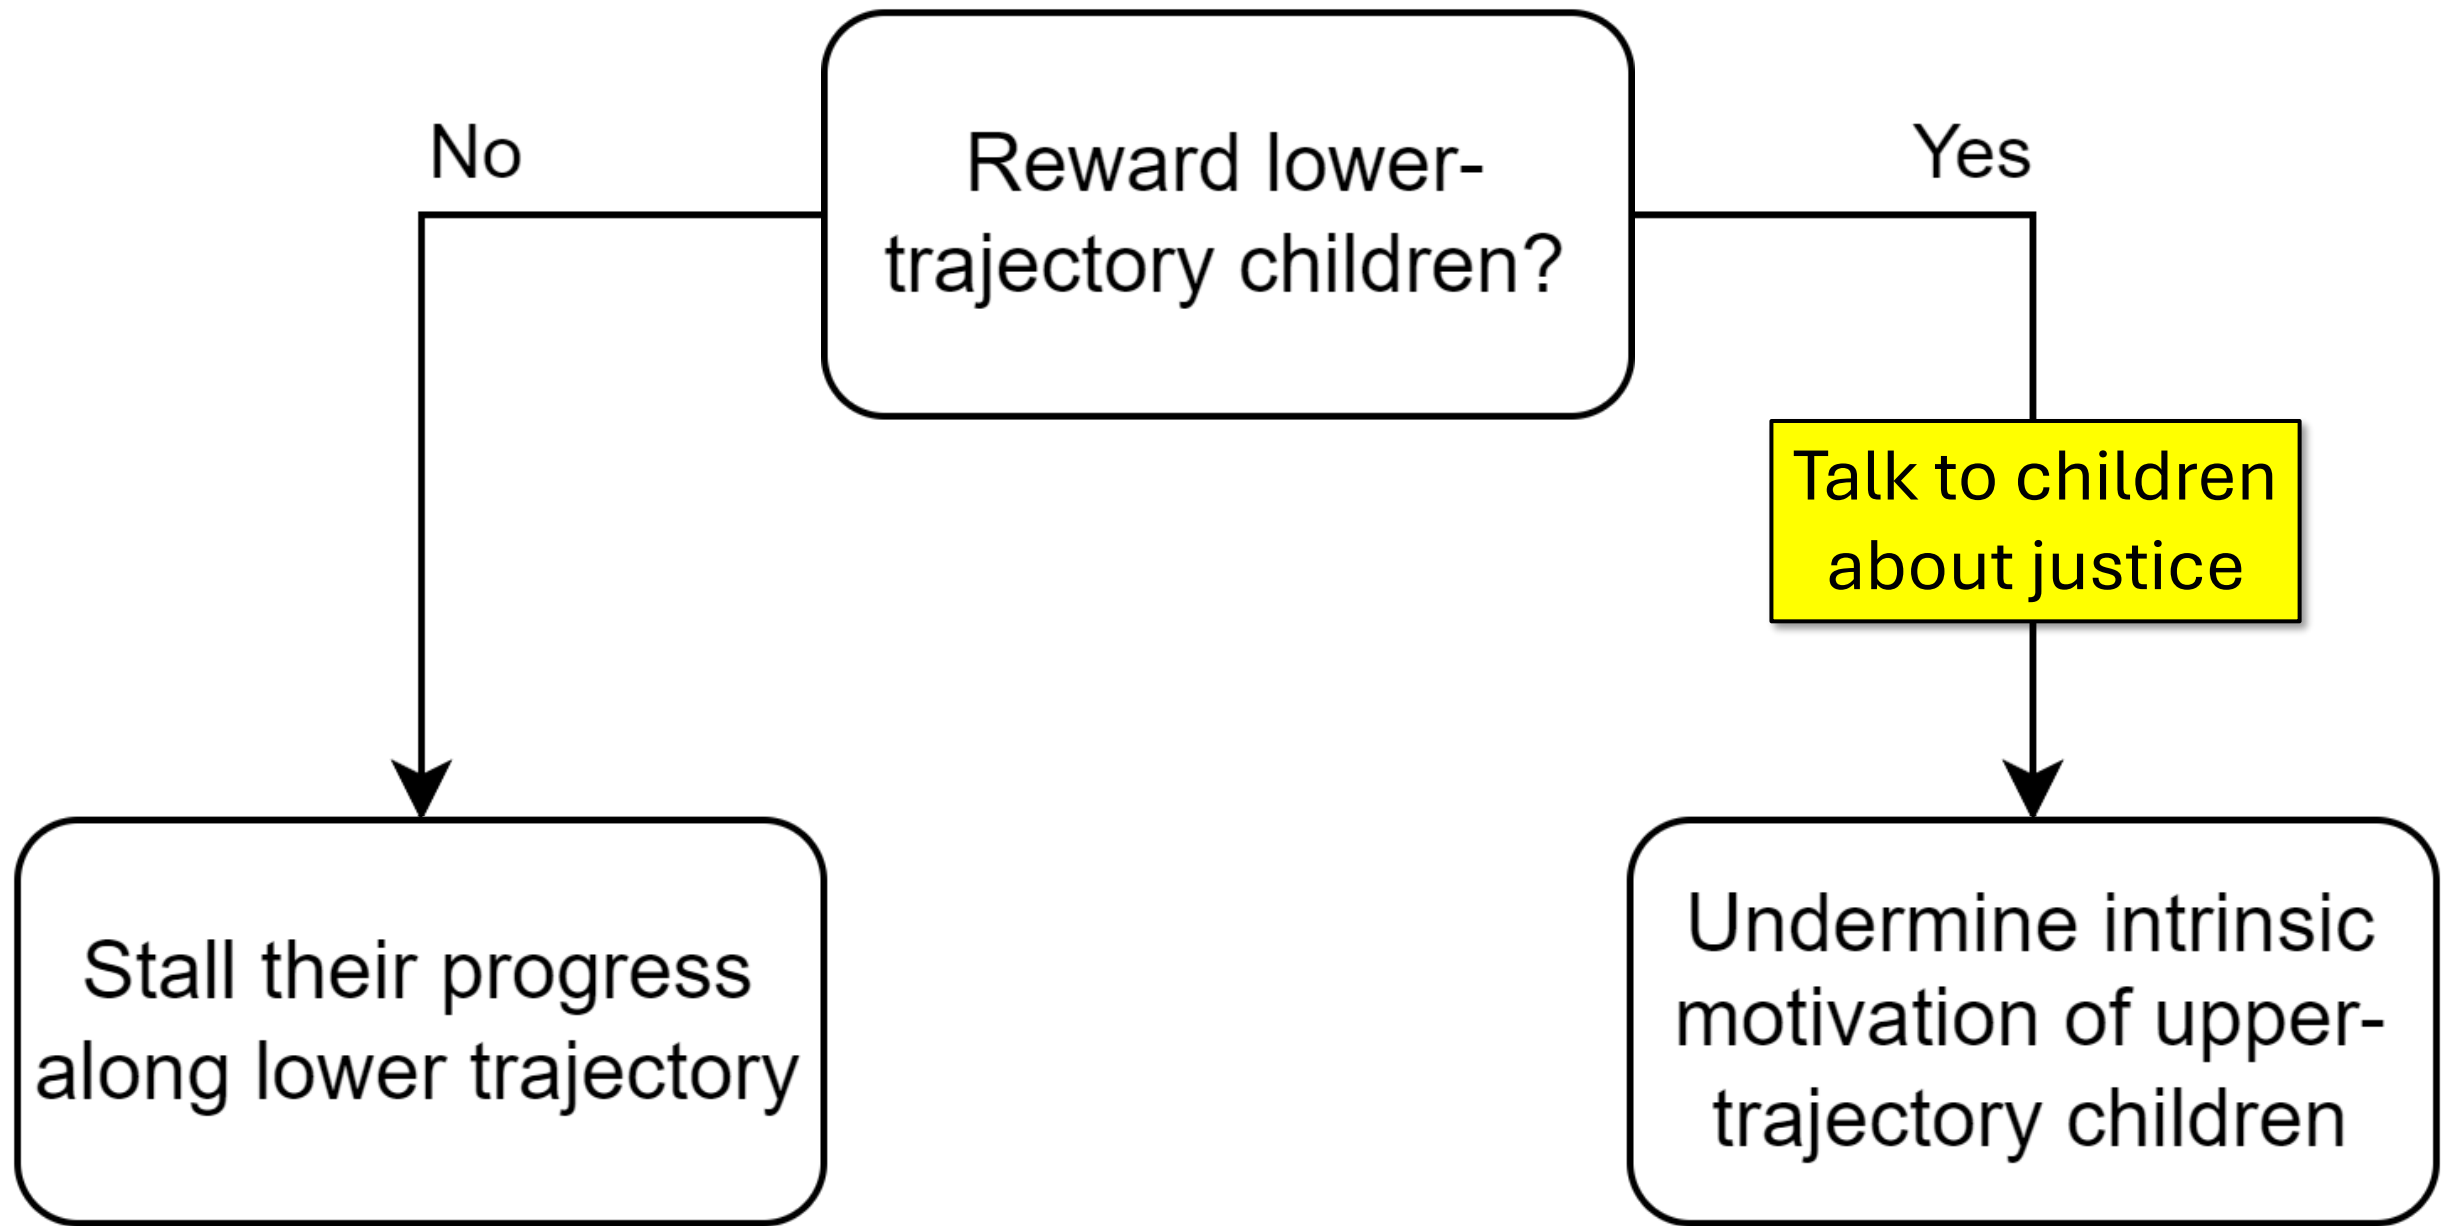 Reward lower-
trajectory children?
No
Yes
Talk to children
about justice
Stall their progress
along lower trajectory
Undermine intrinsic
motivation of upper-
trajectory children